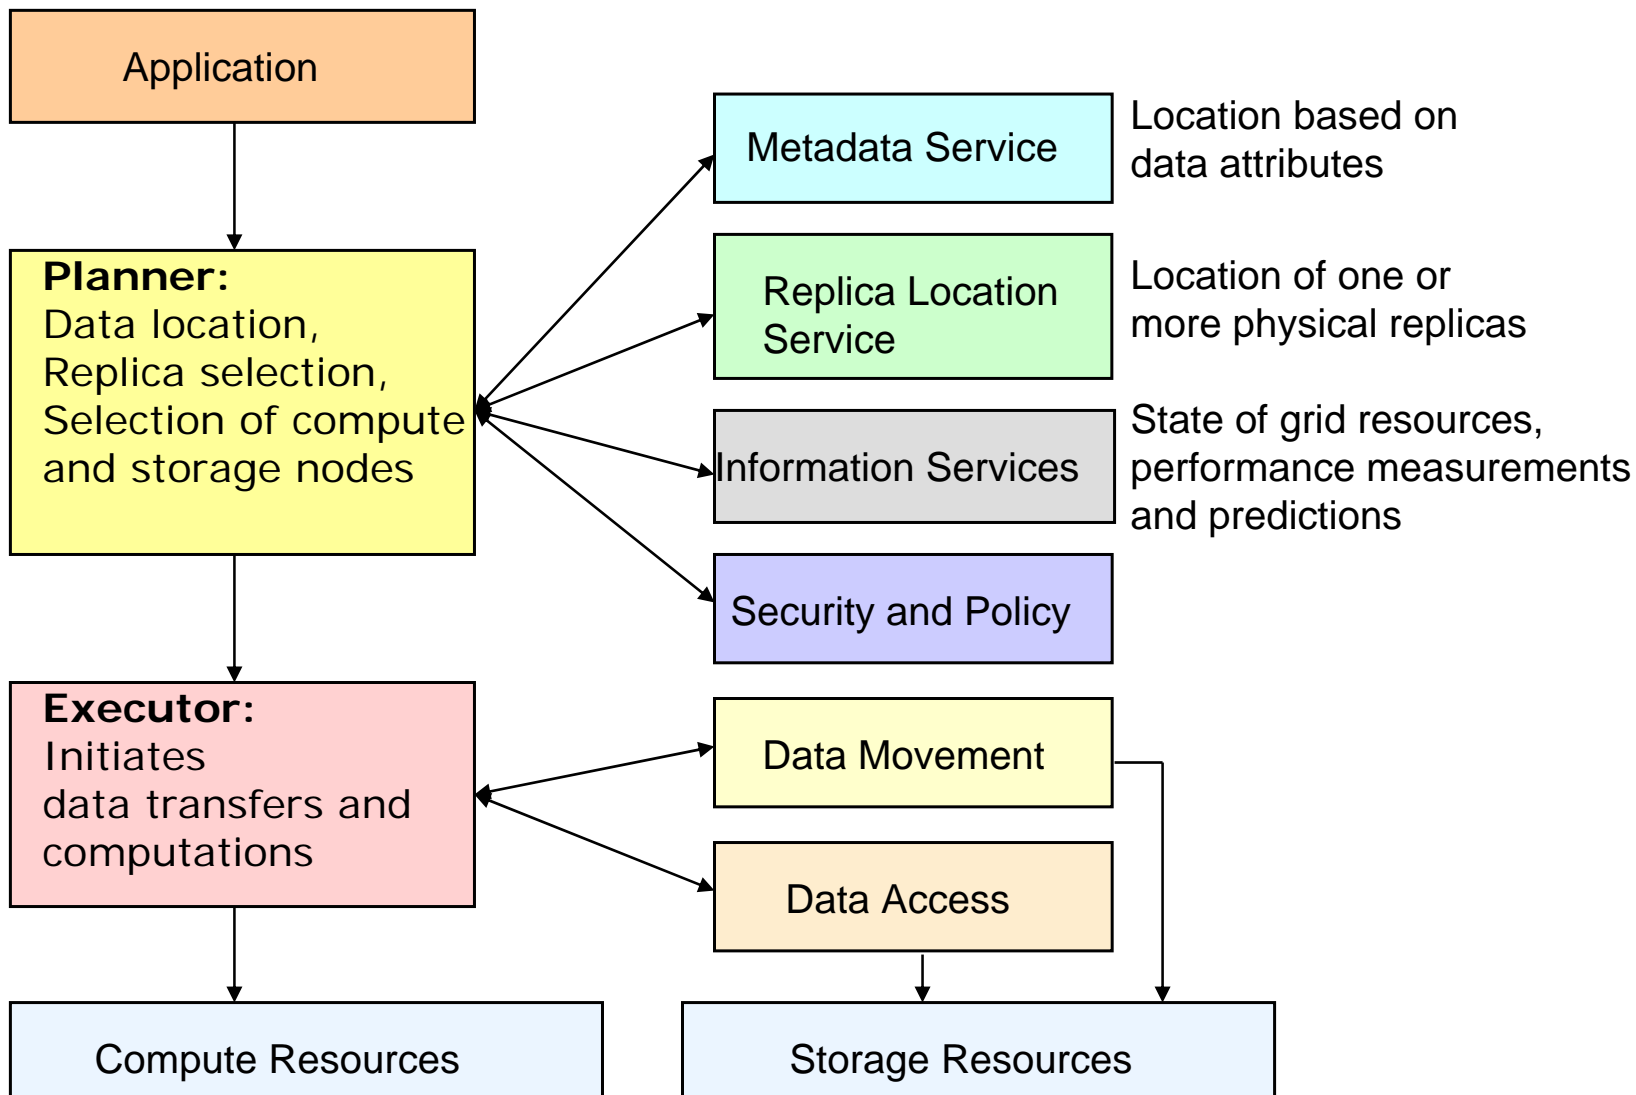 Application
Metadata Service
Location based on
data attributes
Planner:
Data location,
Replica selection,
Selection of compute
and storage nodes
Replica Location
Service
Location of one or
more physical replicas
Information Services
State of grid resources,
performance measurements
and predictions
Security and Policy
Executor:
Initiates
data transfers and
computations
Data Movement
Data Access
Compute Resources
Storage Resources